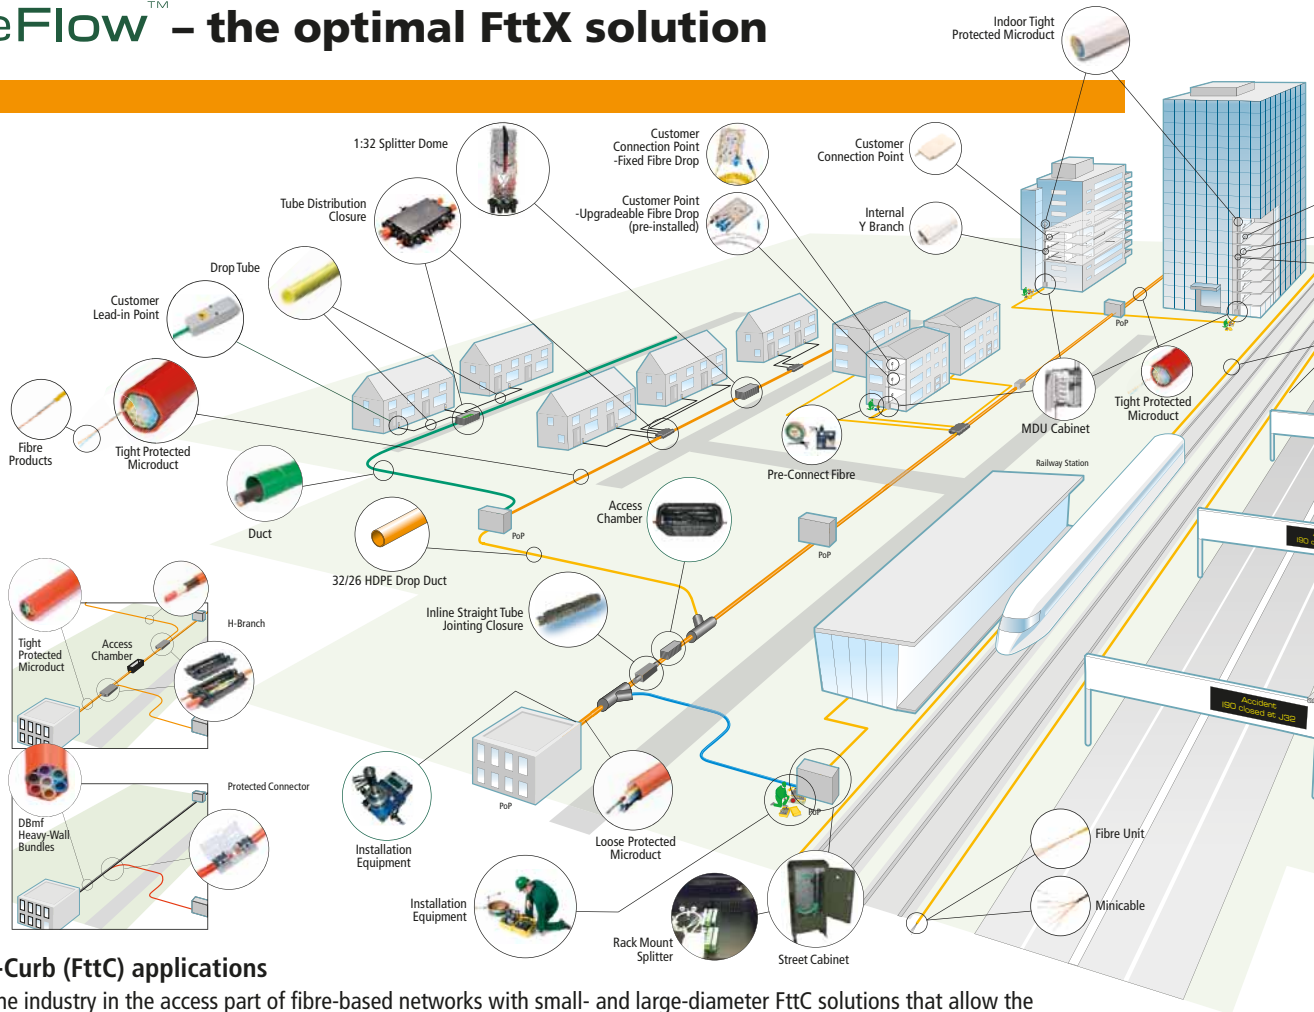 eFlow™ – the optimal FttX solution
Indoor Tight
Protected Microduct
1:32 Splitter Dome
Customer
Connection Point
-Fixed Fibre Drop
Customer
Connection Point
Tube Distribution
Closure
Customer Point
-Upgradeable Fibre Drop
(pre-installed)
Internal
Y Branch
Drop Tube
Customer
Lead-in Point
PoP
Fibre
Products
Tight Protected
Microduct
Tight Protected
Microduct
MDU Cabinet
Pre-Connect Fibre
Railway Station
Duct
Access
Chamber
PoP
PoP
32/26 HDPE Drop Duct
Inline Straight Tube
Jointing Closure
H-Branch
Tight
Protected
Microduct
Access
Chamber
Accident
I90 closed at J32
Protected Connector
DBmf
Heavy-Wall
Bundles
PoP
PoP
Installation
Equipment
Loose Protected
Microduct
Fibre Unit
Minicable
Installation
Equipment
Rack Mount
Splitter
Street Cabinet
-Curb (FttC) applications
he industry in the access part of fibre-based networks with small- and large-diameter FttC solutions that allow the